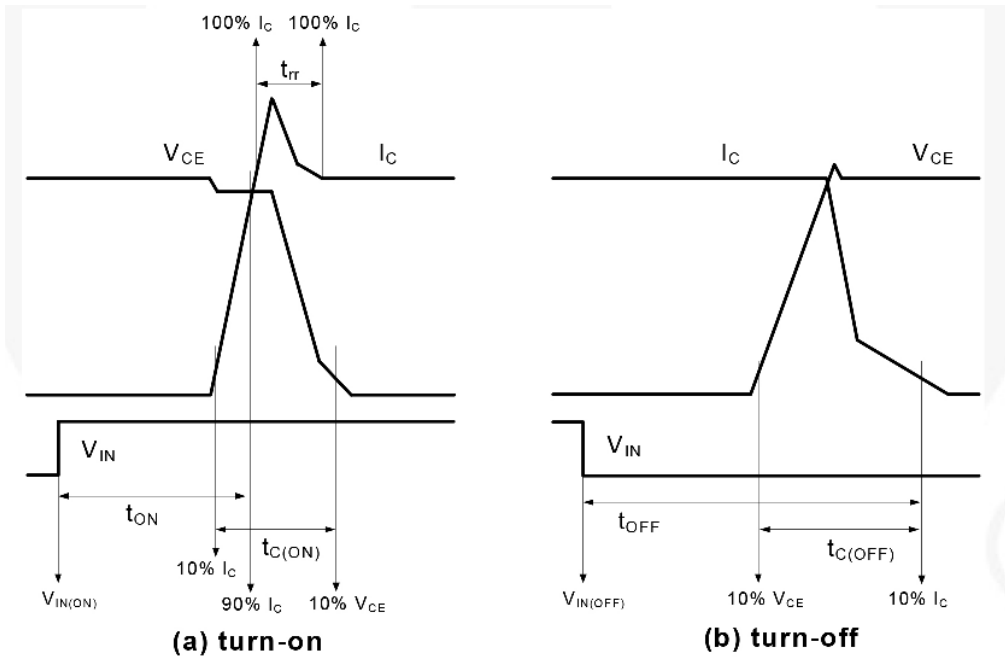 100% IC 100% IC
trr
VCE IC
IC VCE
VIN
tON
tC(ON)
10% IC
VIN(ON)
90% IC 10% VCE
(a) turn-on
VIN
tOFF
tC(OFF)
VIN(OFF) 10% VCE 10% IC
(b) turn-off